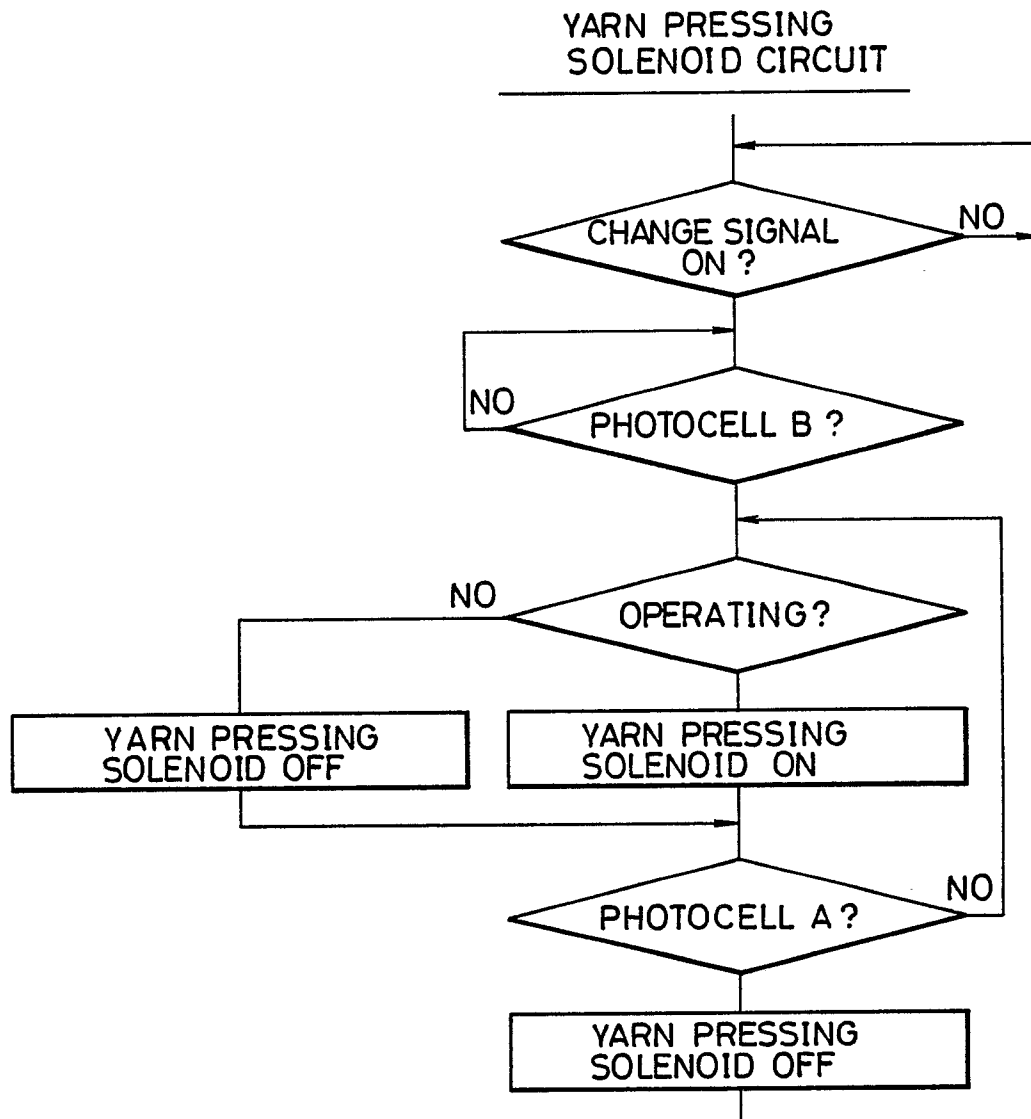 YARN PRESSING
SOLENOID CIRCUIT
CHANGE SIGNAL
ON ?
NO
NO
PHOTOCELL B ?
NO
OPERATING ?
YARN PRESSING
SOLENOID OFF
YARN PRESSING
SOLENOID ON
PHOTOCELL A ?
NO
YARN PRESSING
SOLENOID OFF